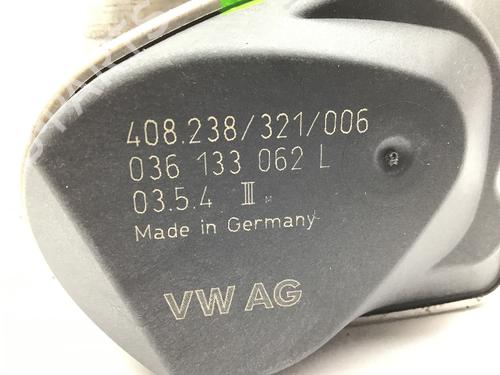 408.238/321/006
036 133 062 L
03.5.4 III M
Made in Germany
VW AG